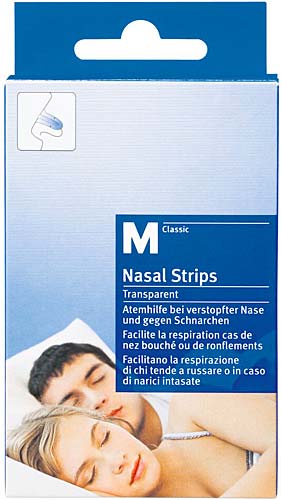 M Classic
Nasal Strips
Transparent
Atemhilfe bei verstopfter Nase
und gegen Schnarchen
Facilite la respiration cas de
nez bouché ou de ronflements
Facilitano la respirazione
di chi tende a russare o in caso
di narici intasate